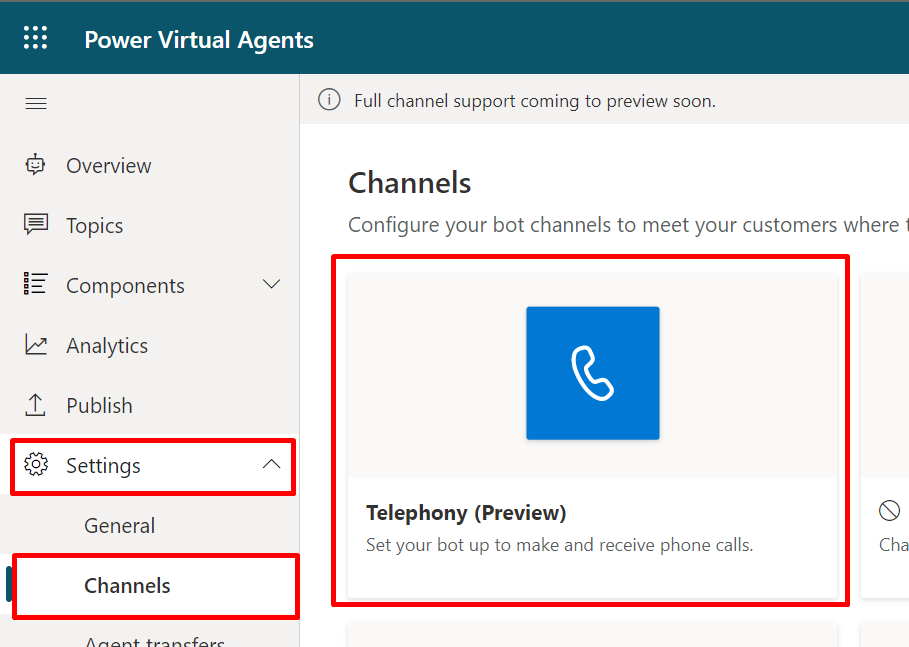 Power Virtual Agents
Full channel support coming to preview soon.
Overview
Topics
Components
Analytics
Publish
Settings
General
Channels
Agent transfers
Channels
Configure your bot channels to meet your customers where
Telephony (Preview)
Set your bot up to make and receive phone calls.
Cha